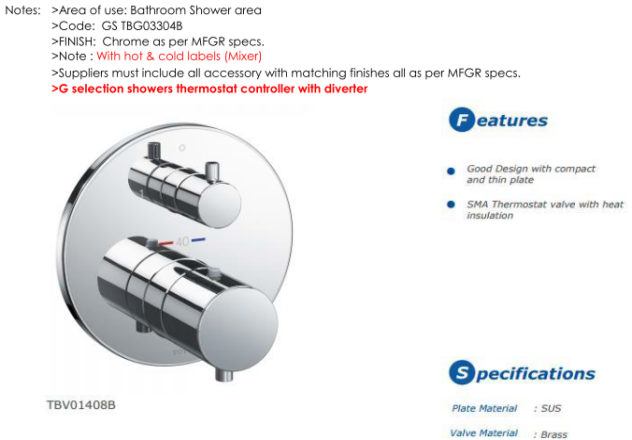 Notes: >Area of use: Bathroom Shower area
>Code: GS TBG03304B
>FINISH: Chrome as per MFGR specs.
>Note : With hot & cold labels (Mixer)
>Suppliers must include all accessory with matching finishes all as per MFGR specs.
>G selection showers thermostat controller with diverter
Features
Good Design with compact
and thin plate
SMA Thermostat valve with heat
insulation
40
TBV01408B
Specifications
Plate Material : SUS
Valve Material : Brass